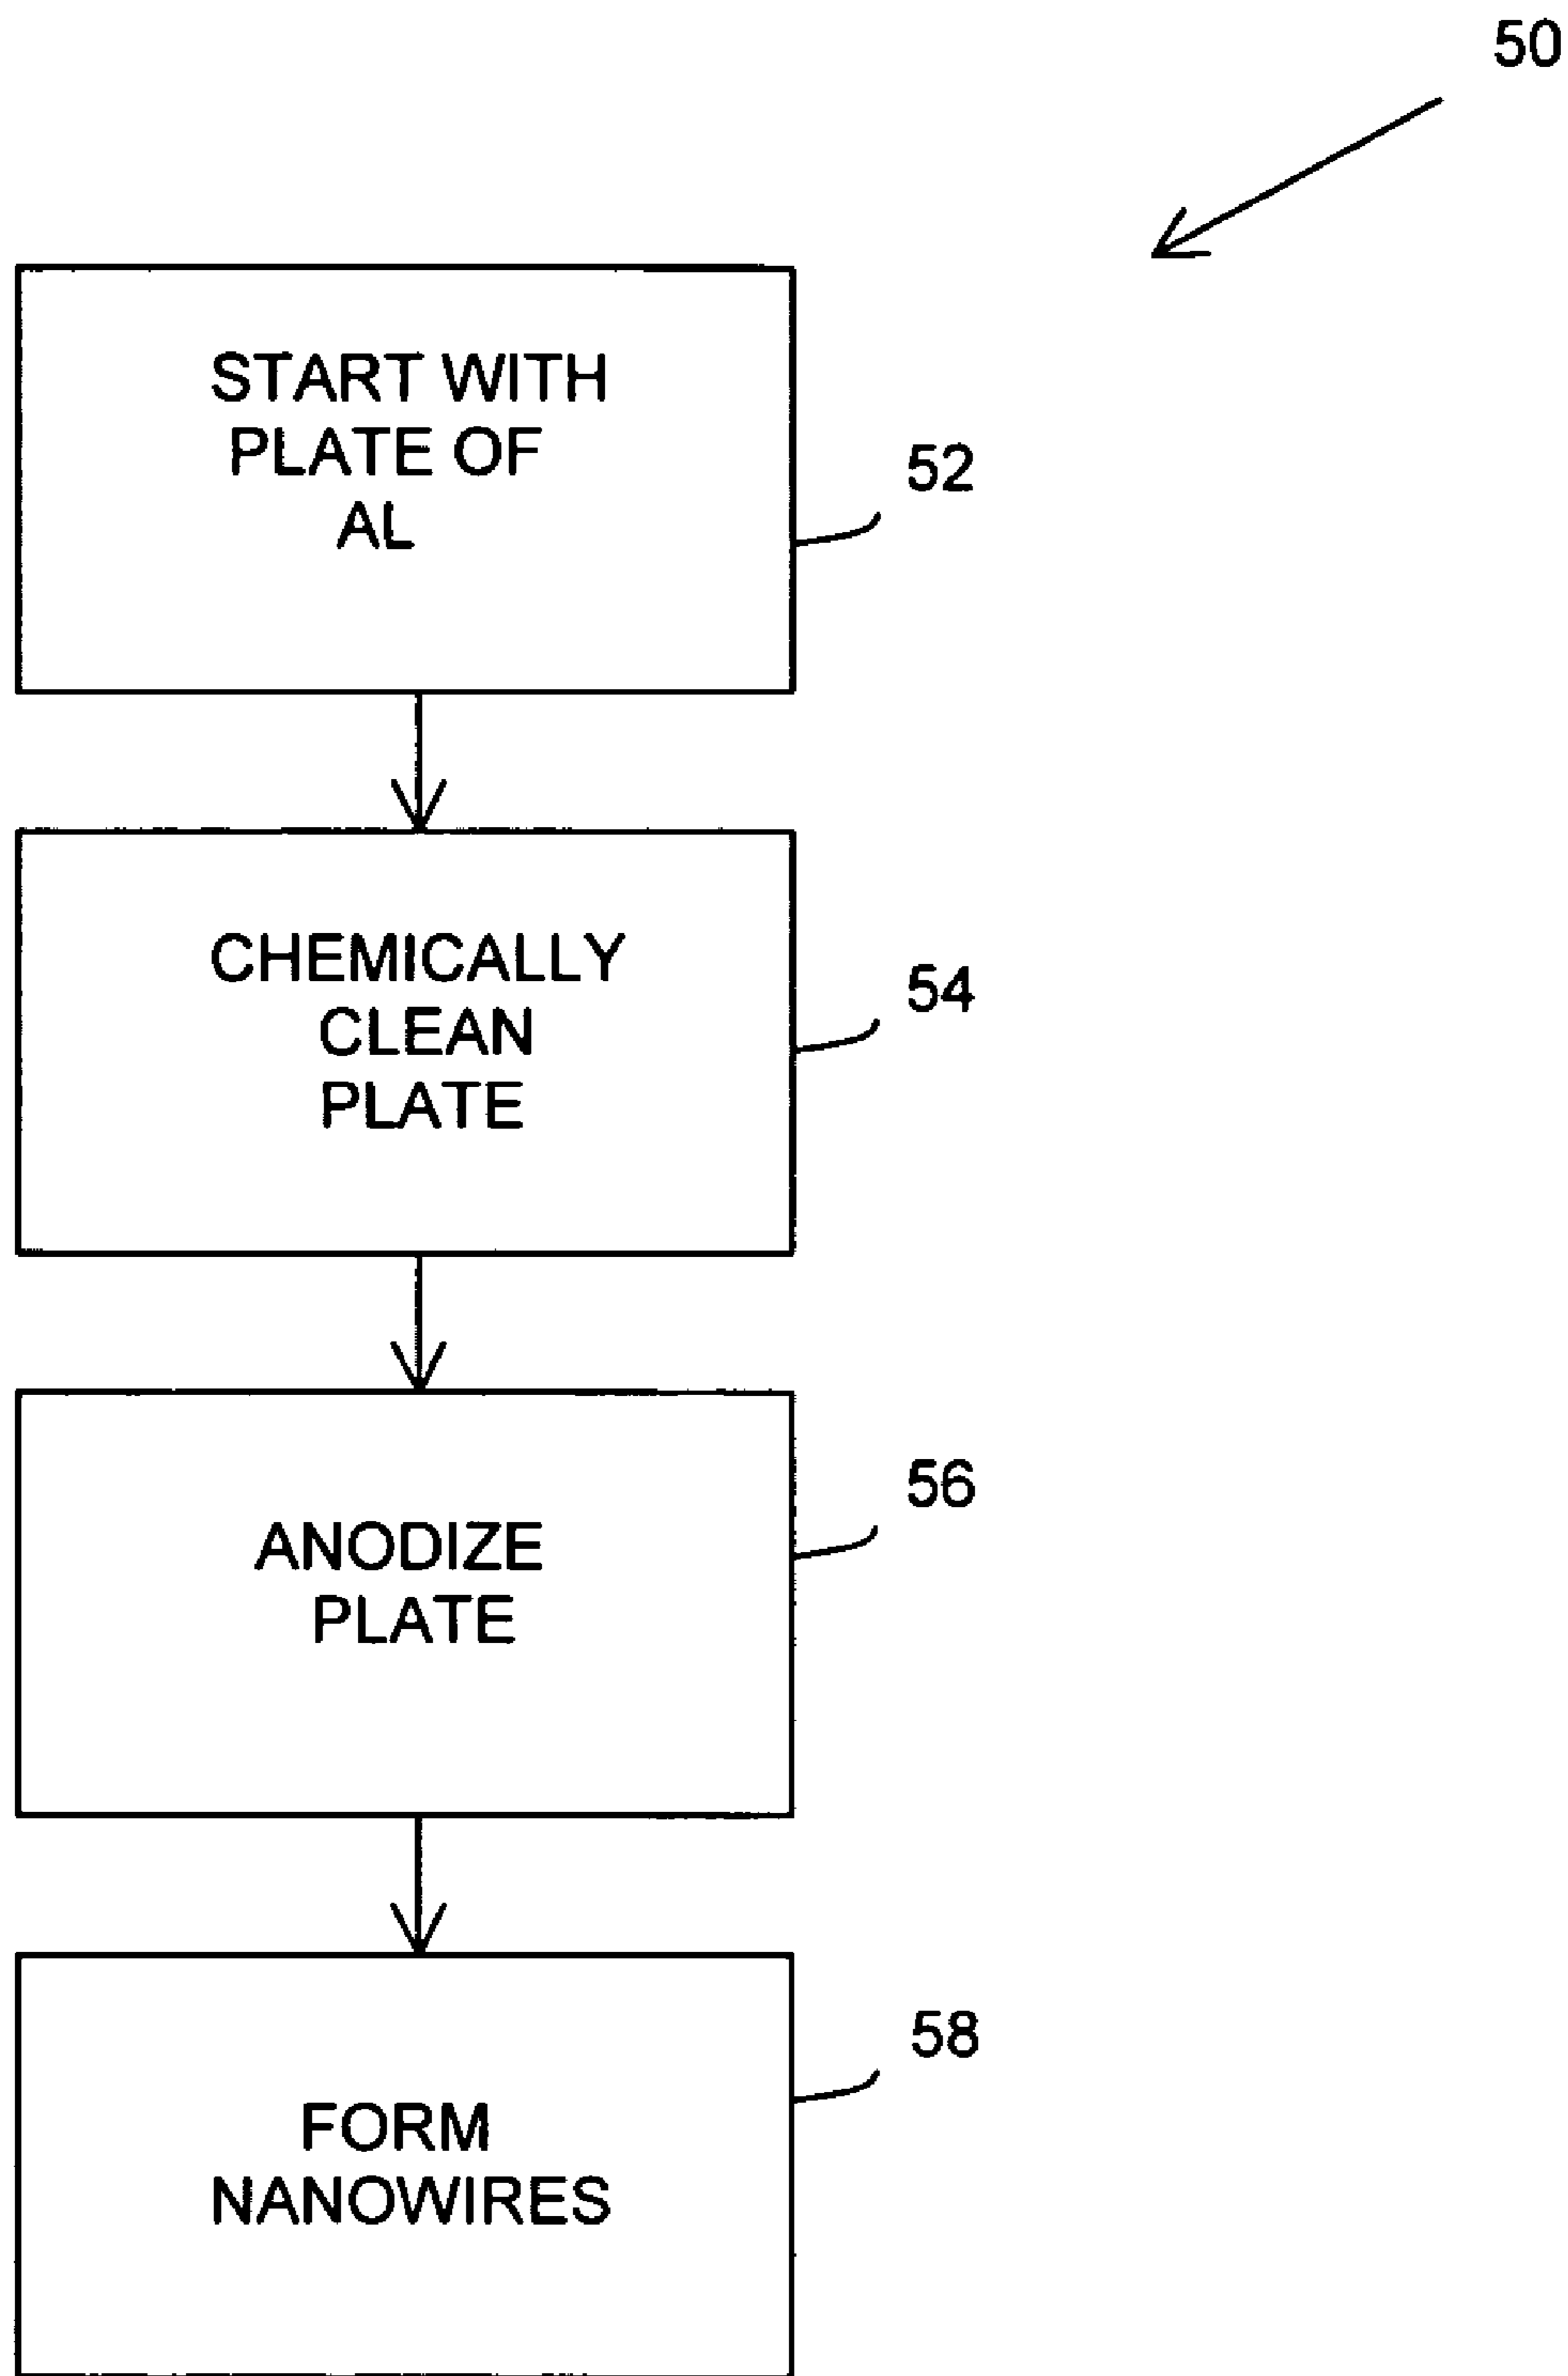 50
START WITH
PLATE OF
AL
52
CHEMICALLY
CLEAN
PLATE
54
ANODIZE
PLATE
56
FORM
NANOWIRES
58